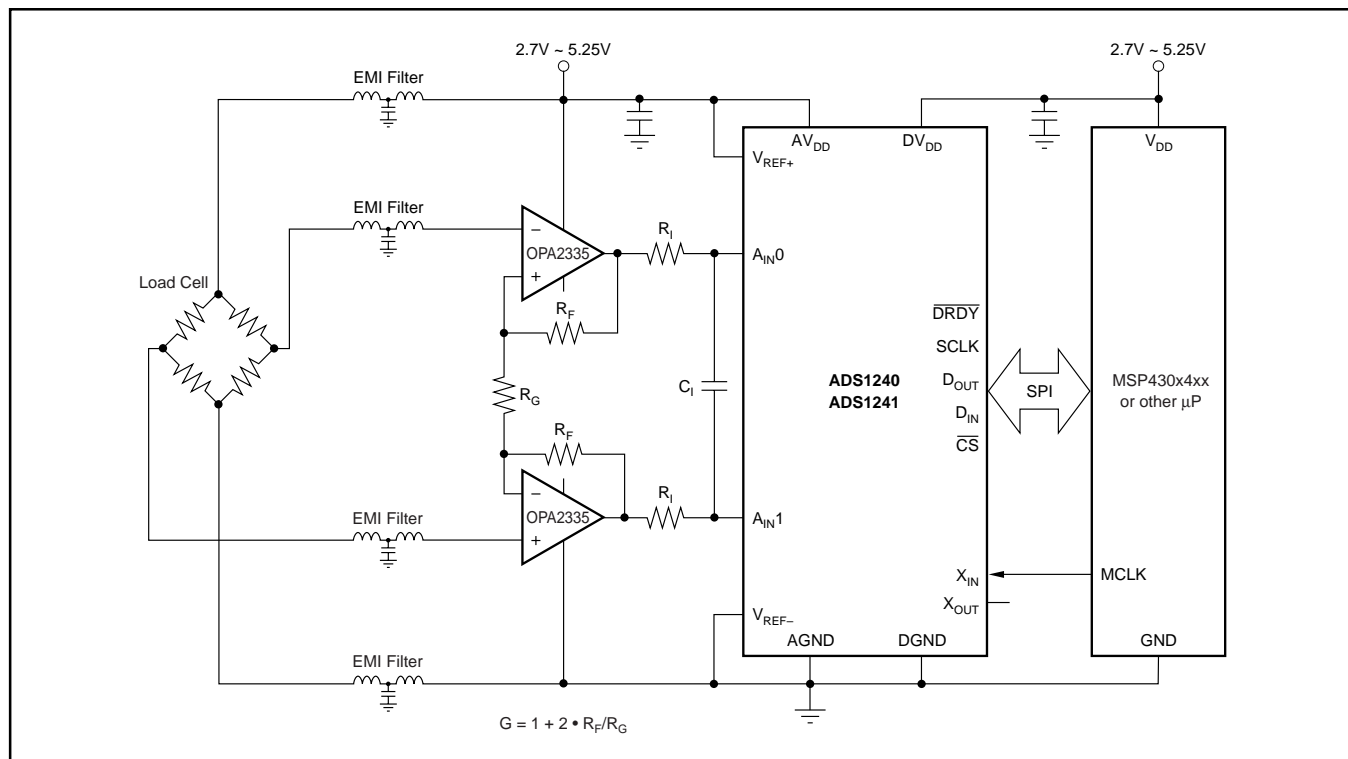 2.7V ~ 5.25V
2.7V ~ 5.25V
EMI Filter
AVDD
DVDD
VDD
VREF+
EMI Filter
−
OPA2335
+
RI
AIN0
Load Cell
RF
DRDY
SCLK
RG
CI
ADS1240
ADS1241
DOUT
DIN
CS
SPI
MSP430x4xx
or other µP
RF
−
OPA2335
+
RI
AIN1
EMI Filter
XIN
MCLK
XOUT
VREF−
AGND
DGND
GND
EMI Filter
G = 1 + 2 • RF/RG